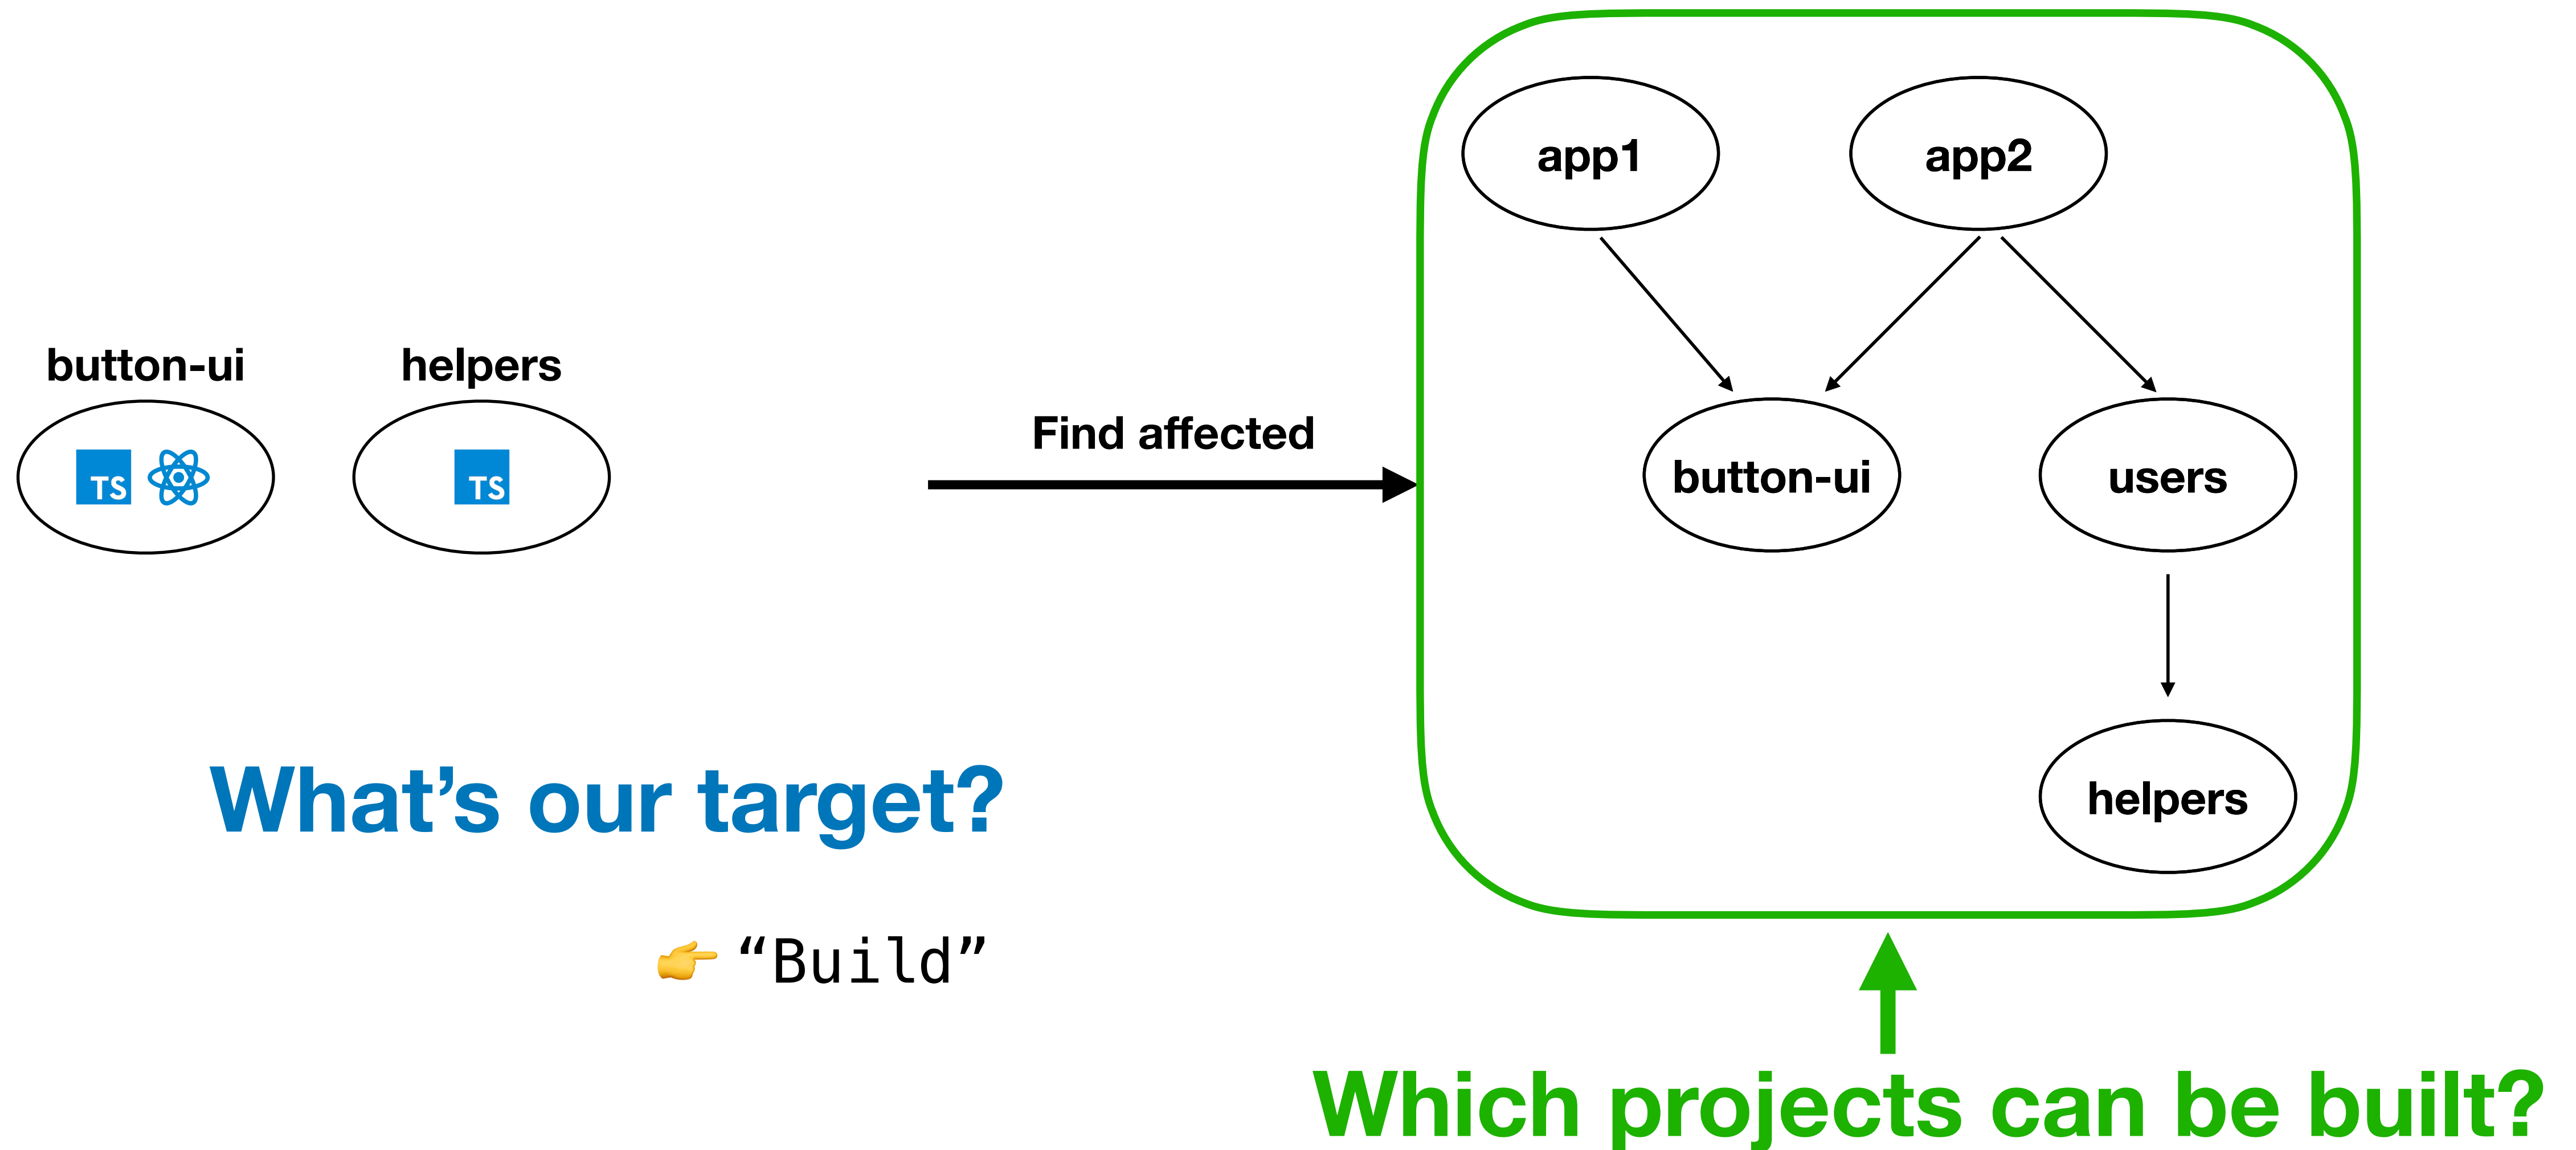 app1
app2
button-ui
helpers
TS
TS
Find affected
button-ui
users
helpers
What’s our target?
“Build”
Which projects can be built?